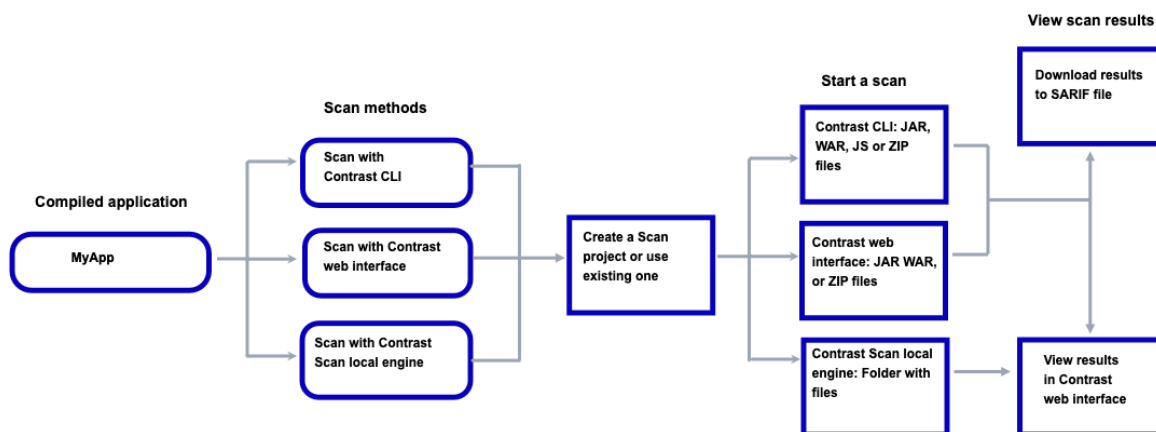 Compiled application
MyApp
Scan methods
Scan with
Contrast CLI
Scan with Contrast
web interface
Scan with Contrast
Scan local engine
Create a Scan
project or use
existing one
Start a scan
Contrast CLI: JAR,
WAR, JS or ZIP
files
Contrast web
interface: JAR WAR,
or ZIP files
Contrast Scan local
engine: Folder with
files
View scan results
Download results
to SARIF file
View results
in Contrast
web interface